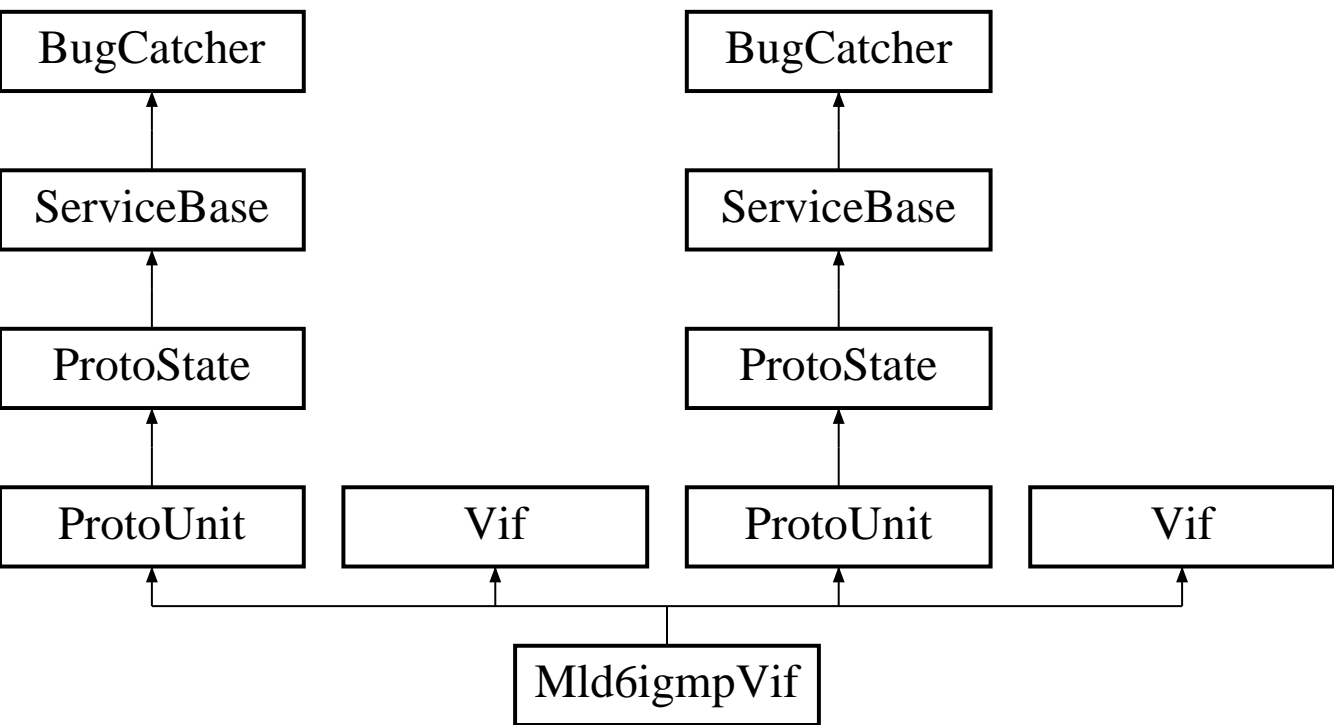 BugCatcher
BugCatcher
ServiceBase
ServiceBase
ProtoState
ProtoState
ProtoUnit
Vif
ProtoUnit
Vif
Mld6igmpVif